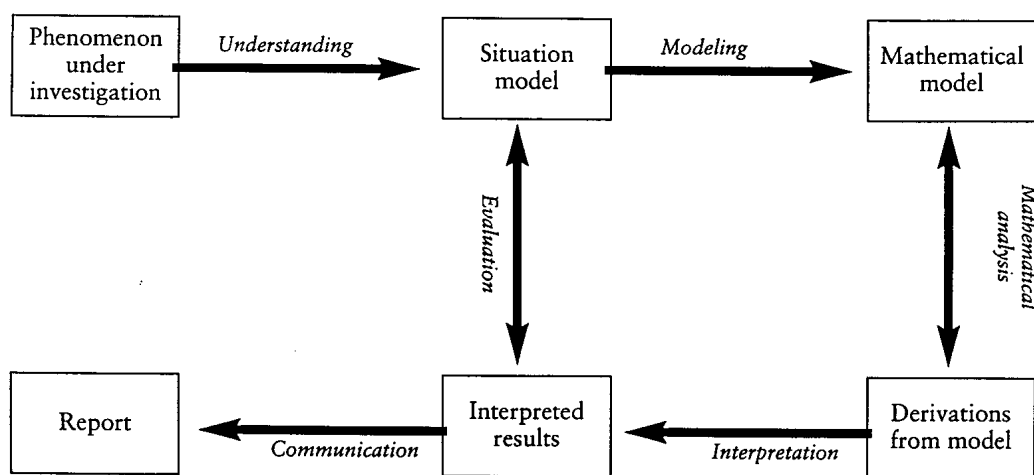 Phenomenon
under
investigation
Understanding
Situation
model
Modeling
Mathematical
model
Evaluation
Mathematical
analysis
Report
Communication
Interpreted
results
Interpretation
Derivations
from model